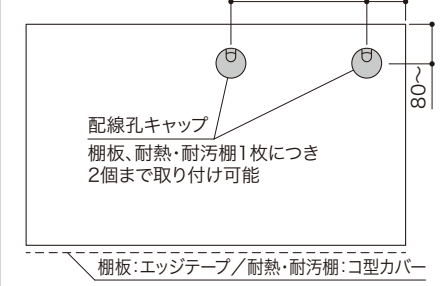 80〜
配線孔キャップ
棚板、耐熱・耐汚棚1枚につき
2個まで取り付け可能
棚板：エッジテープ／耐熱・耐汚棚：コ型カバー